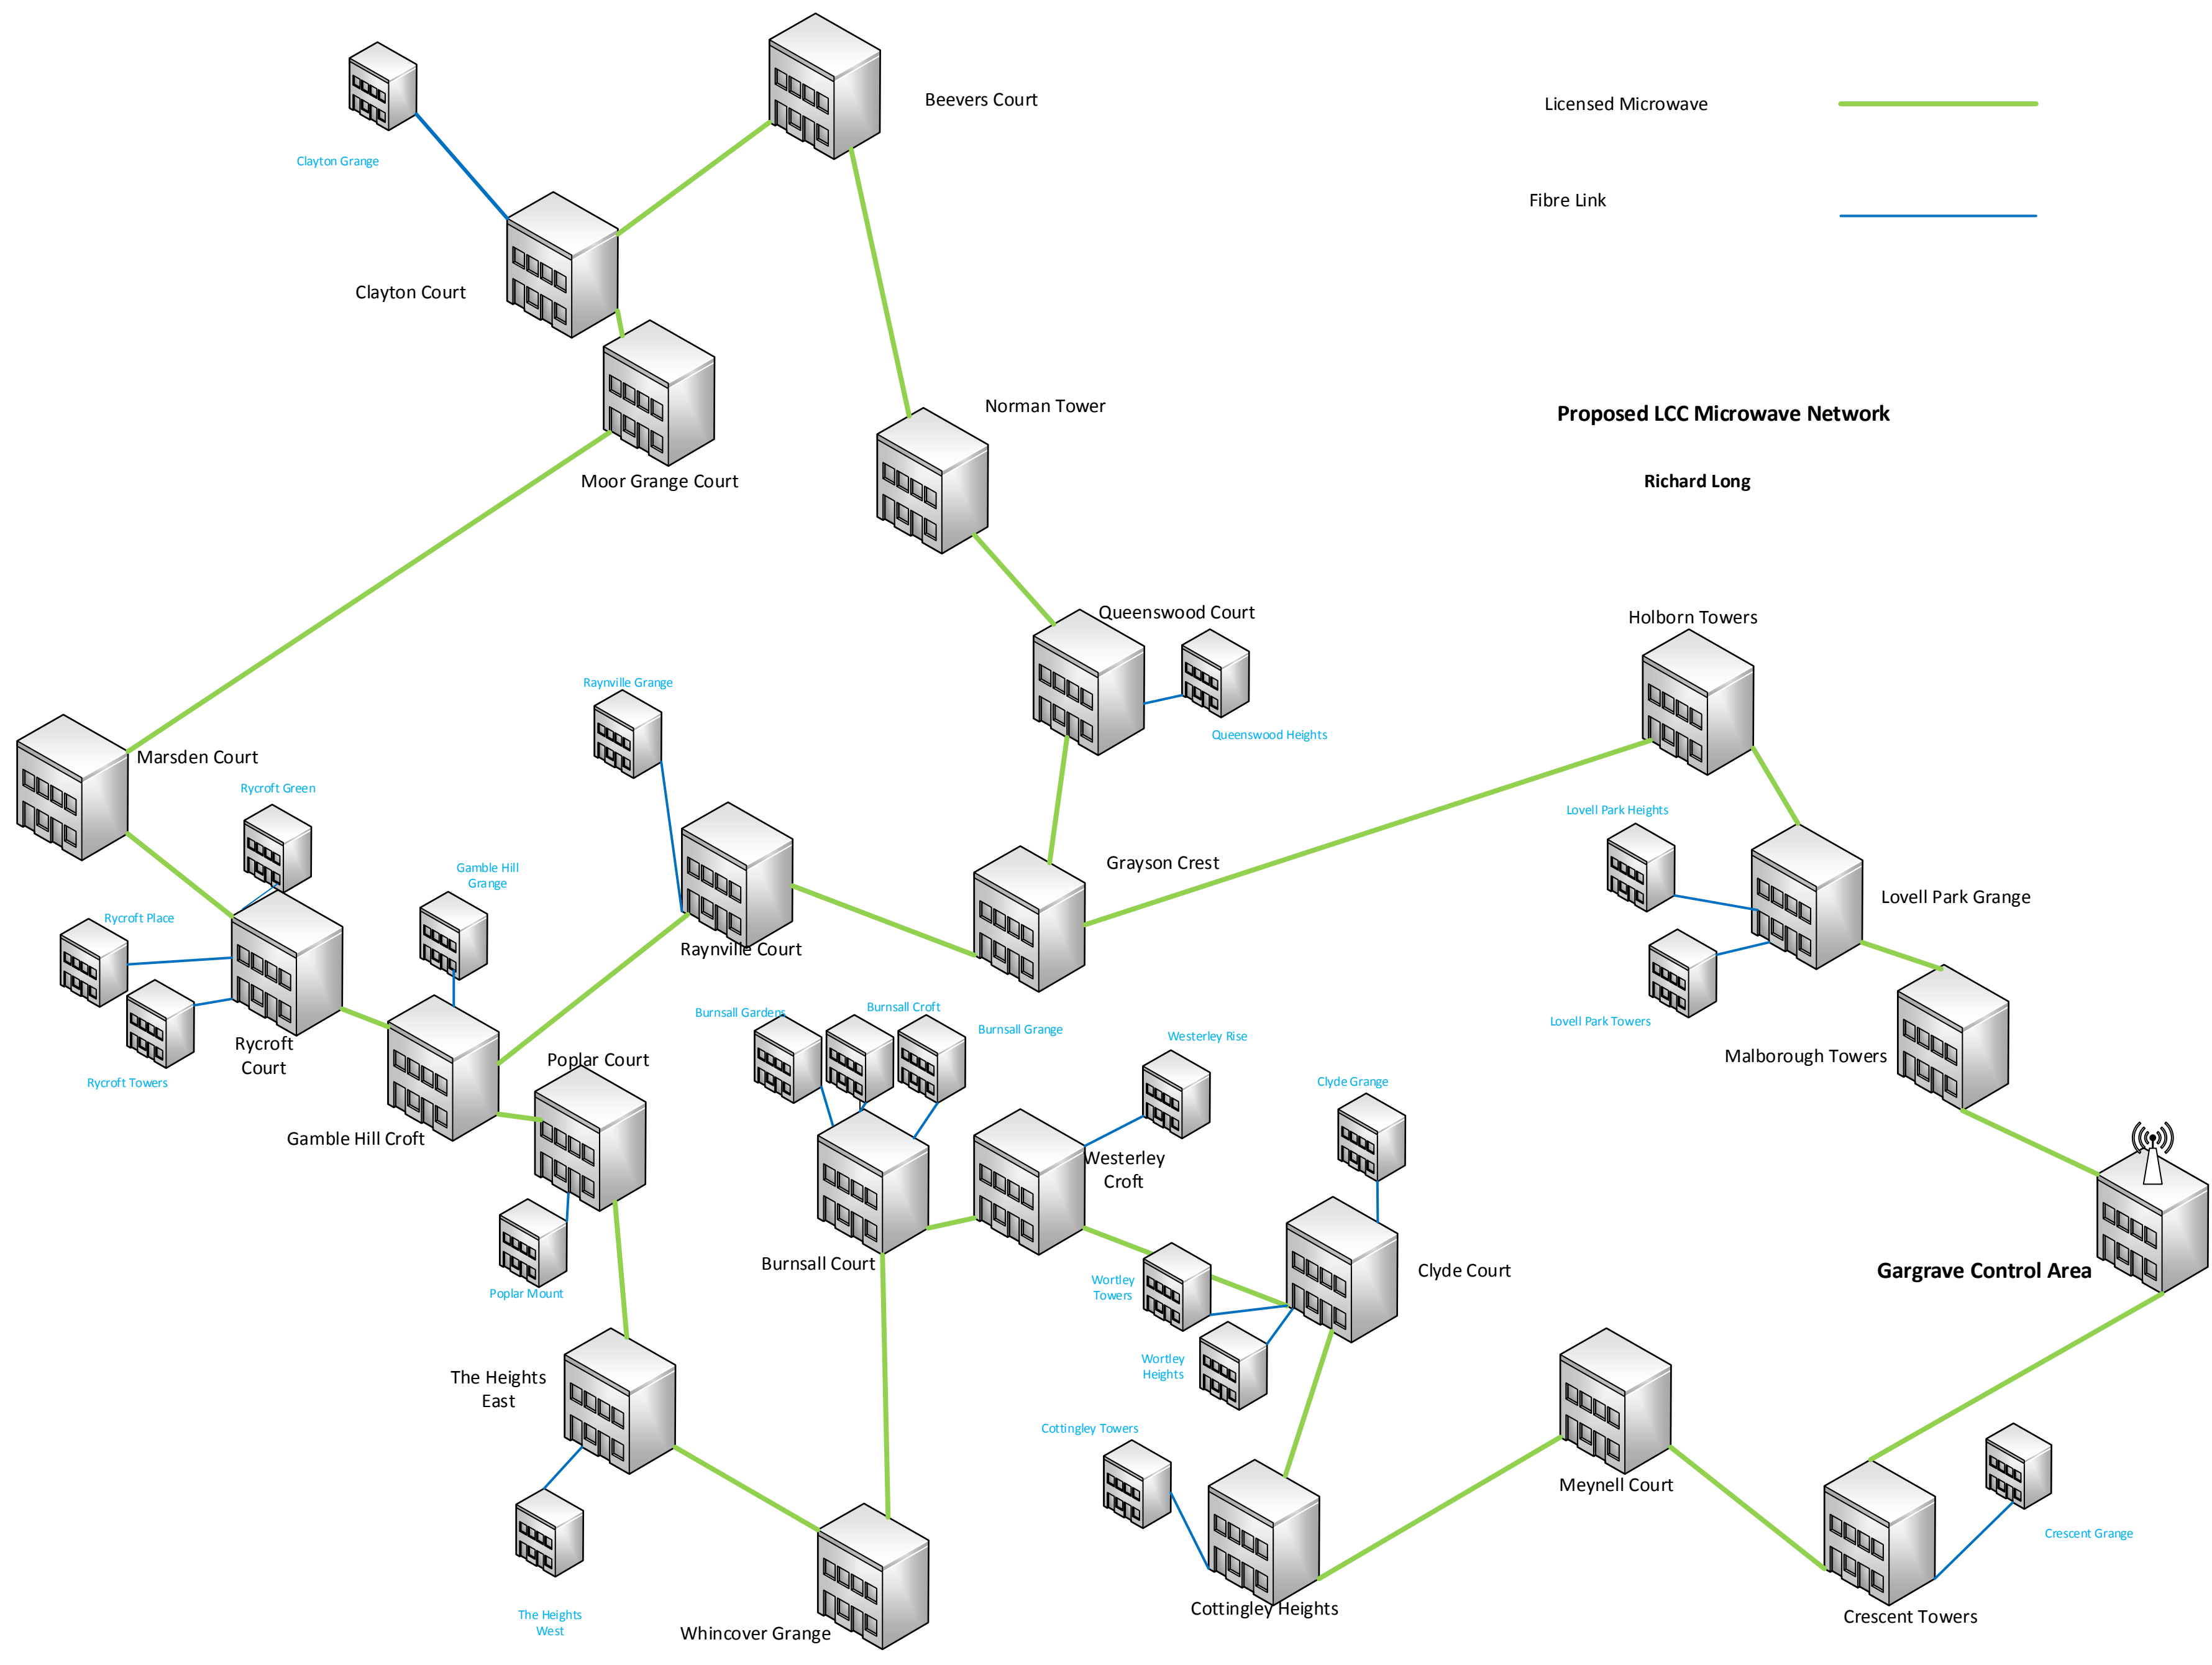 Beevers Court
Licensed Microwave
Clayton Grange
Fibre Link
Clayton Court
Norman Tower
Proposed LCC Microwave Network
Moor Grange Court
Richard Long
Queenswood Court
Holborn Towers
Raynville Grange
Queenswood Heights
Marsden Court
Rycroft Green
Lovell Park Heights
Gamble Hill
Grange
Grayson Crest
Lovell Park Grange
Rycroft Place
Raynville Court
Burnsall Gardens
Burnsall Croft
Burnsall Grange
Lovell Park Towers
Westerley Rise
Rycroft
Court
Poplar Court
Malborough Towers
Rycroft Towers
Clyde Grange
Gamble Hill Croft
Westerley
Croft
Burnsall Court
Clyde Court
Gargrave Control Area
Wortley
Towers
Poplar Mount
Wortley
Heights
The Heights
East
Cottingley Towers
Meynell Court
Crescent Grange
Cottingley Heights
The Heights
West
Crescent Towers
Whincover Grange